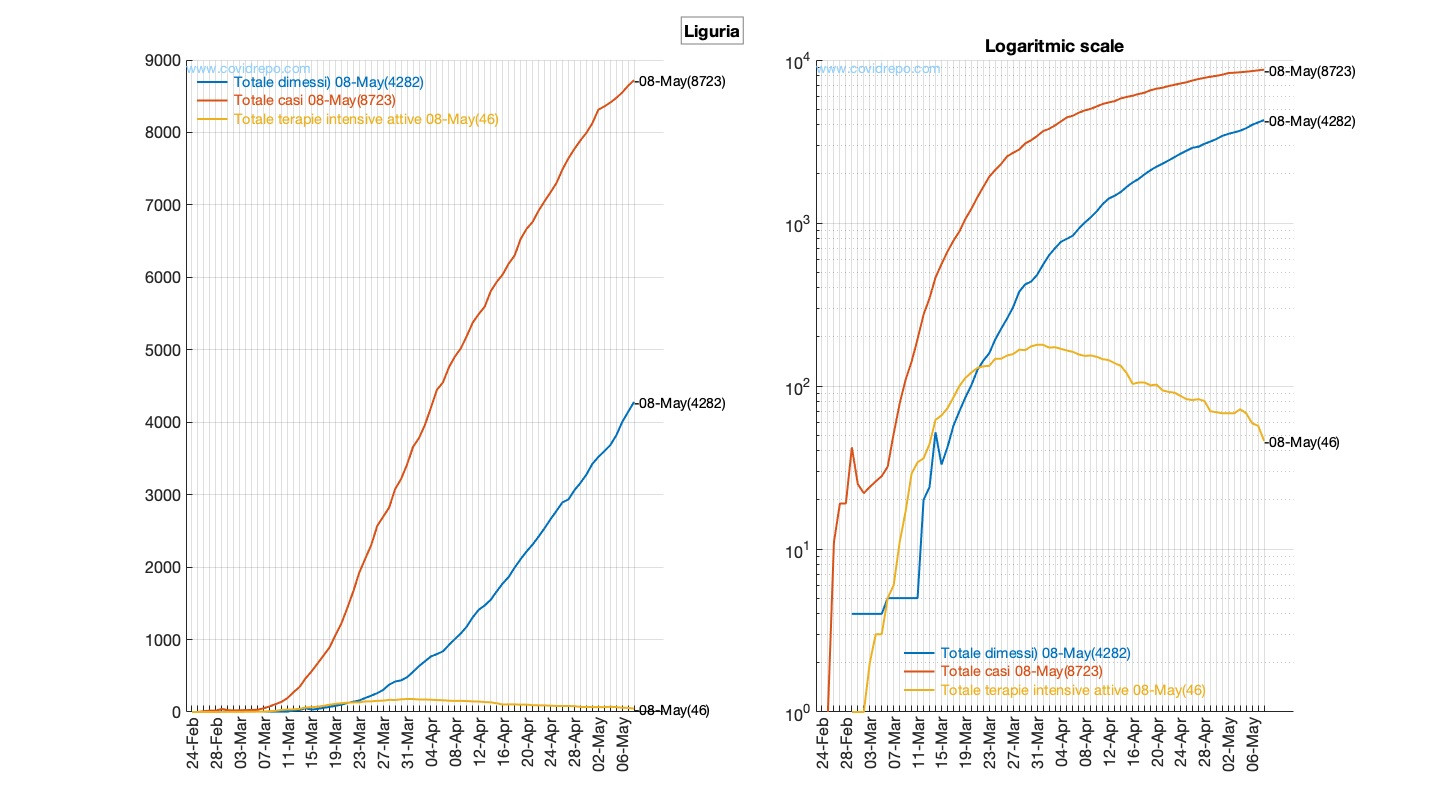 Liguria
9000
8000
7000
6000
5000
4000
3000
2000
1000
0
www.covidrepo.com
Totale dimessi) 08-May(4282)
Totale casi 08-May(8723)
Totale terapie intensive attive 08-May(46)
-08-May(8723)
-08-May(4282)
-08-May(46)
24-Feb
28-Feb
03-Mar
07-Mar
11-Mar
15-Mar
19-Mar
23-Mar
27-Mar
31-Mar
04-Apr
08-Apr
12-Apr
16-Apr
20-Apr
24-Apr
28-Apr
02-May
06-May
Logaritmic scale
10^4
10^3
10^2
10^1
10^0
www.covidrepo.com
-08-May(8723)
-08-May(4282)
-08-May(46)
Totale dimessi) 08-May(4282)
Totale casi 08-May(8723)
Totale terapie intensive attive 08-May(46)
24-Feb
28-Feb
03-Mar
07-Mar
11-Mar
15-Mar
19-Mar
23-Mar
27-Mar
31-Mar
04-Apr
08-Apr
12-Apr
16-Apr
20-Apr
24-Apr
28-Apr
02-May
06-May